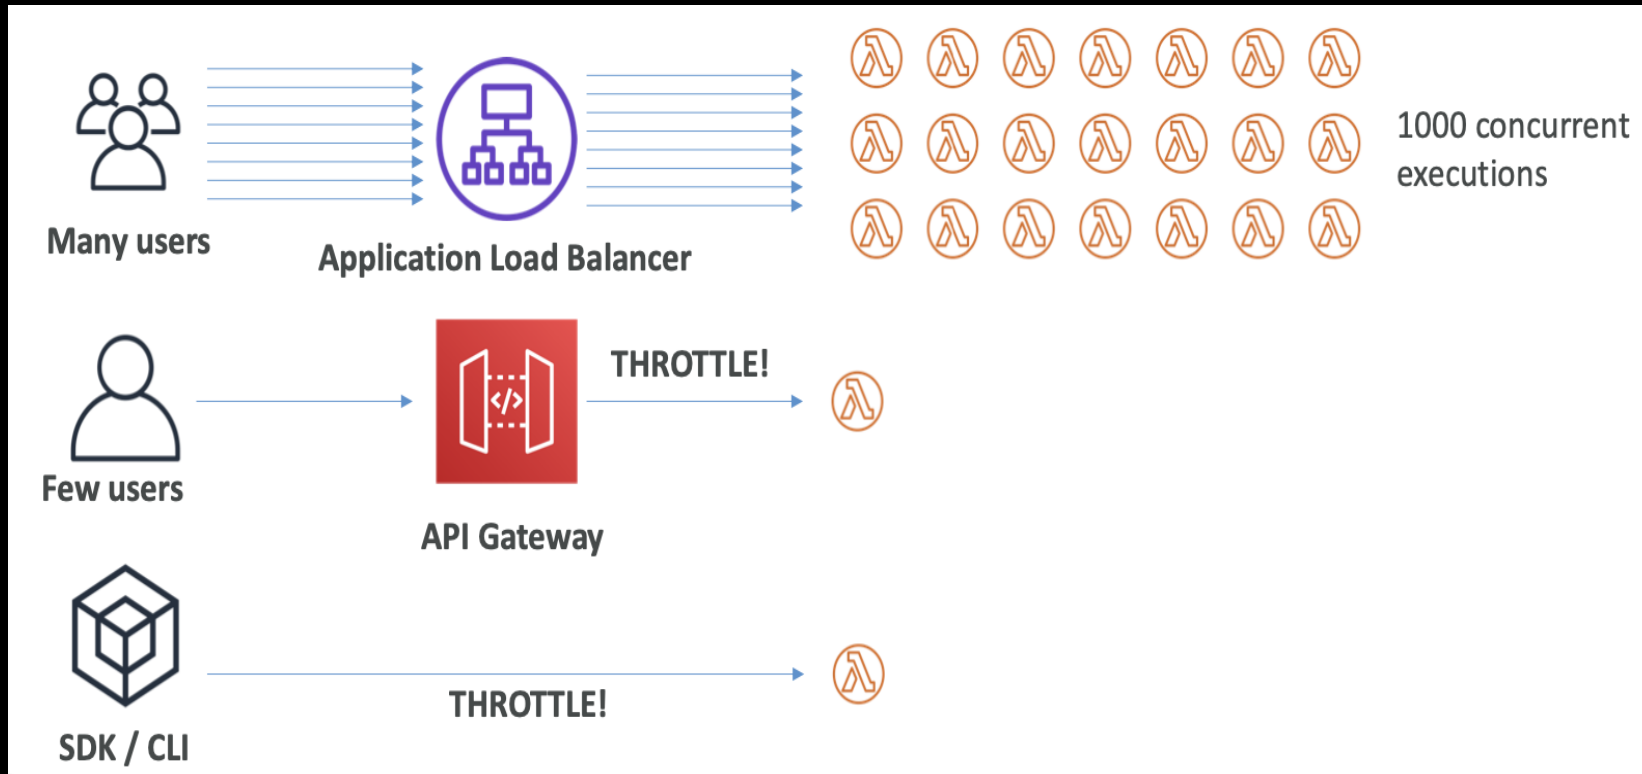 Many users
Application Load Balancer
1000 concurrent
executions
Few users
</>
API Gateway
THROTTLE!
SDK / CLI
THROTTLE!